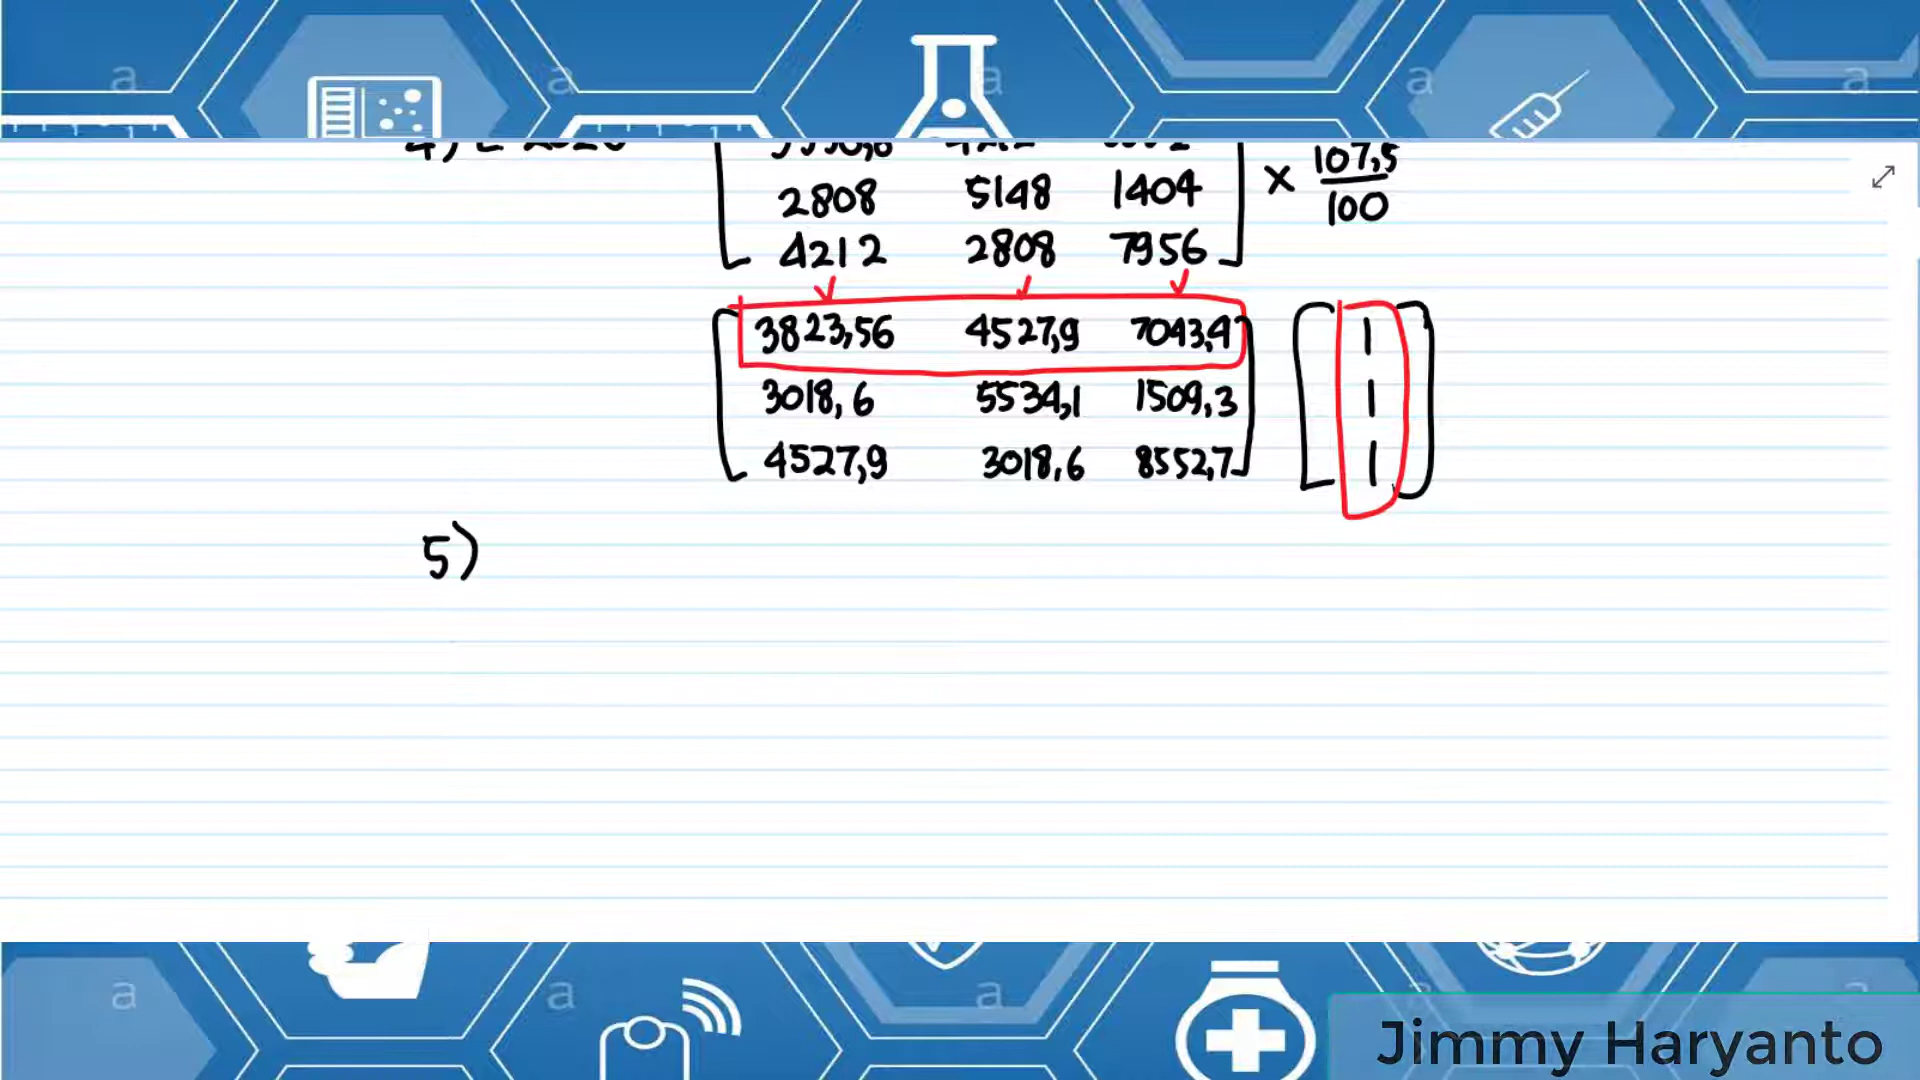 107,5
2808 5148 1404 × 100
4212 2808 7956
3823,56 4527,9 7043,4 1
3018,6 5534,1 1509,3 1
4527,9 3018,6 8552,7 1
5)
Jimmy Haryanto